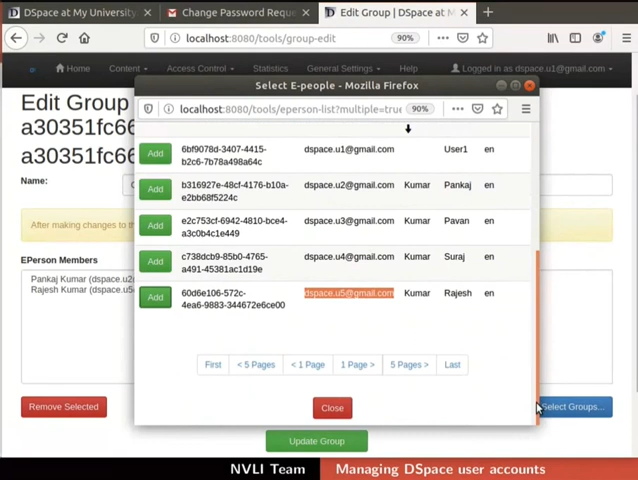 DSpace at My University
Change Password Reque
Edit Group | DSpace at M
localhost:8080/tools/group-edit
90%
Home
Content
Access Control
Statistics
General Settings
Help
Logged in as dspace.u1@gmail.com
Select E-people - Mozilla Firefox
localhost:8080/tools/eperson-list?multiple=true
90%
Edit Group
a30351fc66
a30351fc66
Name:
After making changes to th
EPerson Members
Pankaj Kumar (dspace.u2
Rajesh Kumar (dspace.u5
Add 6bf9078d-3407-4415- dspace.u1@gmail.com User1 en
b2c6-7b78a498a64c
Add b316927e-48cf-4176-b10a- dspace.u2@gmail.com Kumar Pankaj en
e2bb68f5224c
Add e2c753cf-6942-4810-bce4- dspace.u3@gmail.com Kumar Pavan en
a3c0b4c1e449
Add c738dcb9-85b0-4765- dspace.u4@gmail.com Kumar Suraj en
a491-45381ac1d19e
Add 60d6e106-572c- dspace.u5@gmail.com Kumar Rajesh en
4ea6-9883-344672e6ce00
First < 5 Pages < 1 Page 1 Page > 5 Pages > Last
Close
Remove Selected
Select Groups...
Update Group
NVLI Team Managing DSpace user accounts